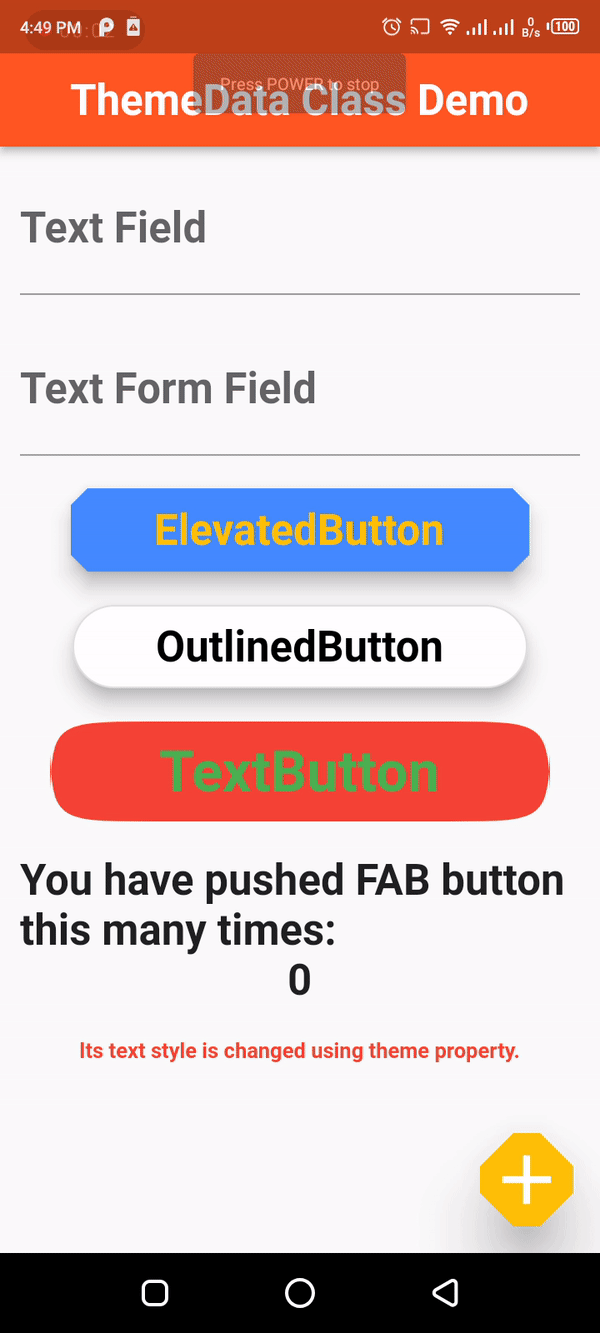 4:49 PM
0
B/s
100
Press POWER to stop
ThemeData Class Demo
Text Field
Text Form Field
ElevatedButton
OutlinedButton
TextButton
You have pushed FAB button
this many times:
0
Its text style is changed using theme property.